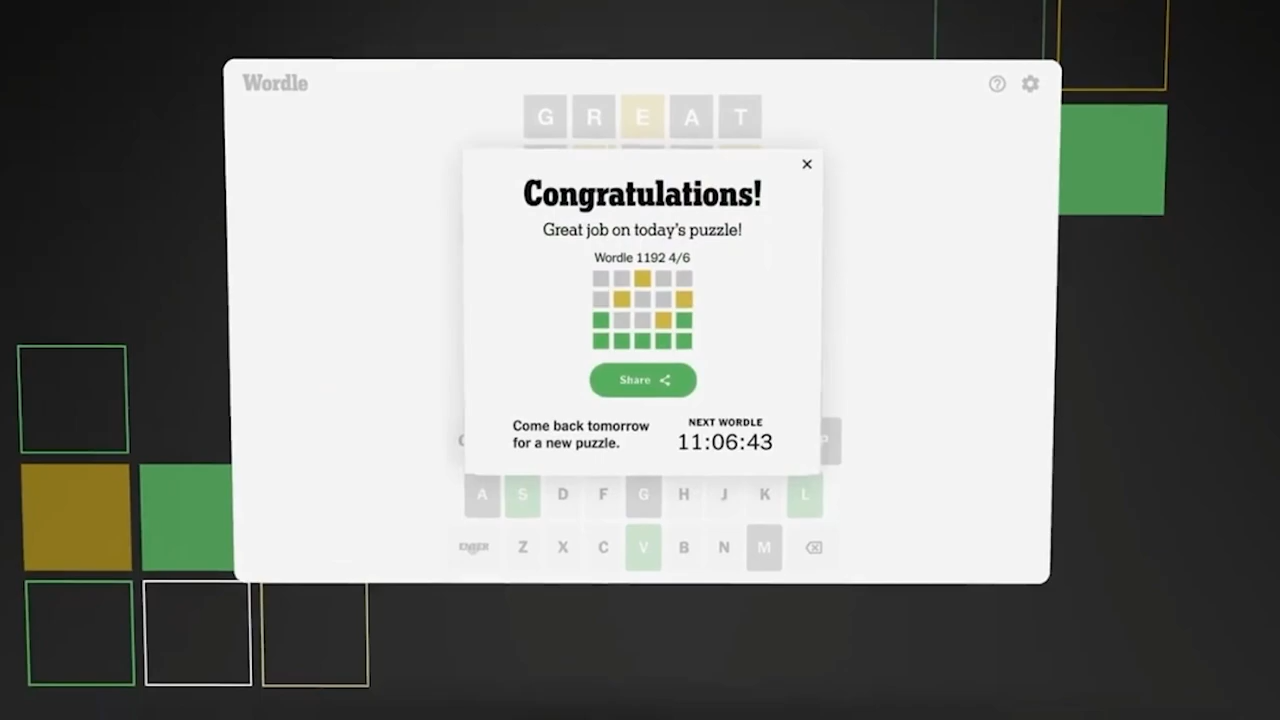 Wordle
G R E A T
Congratulations!
Great job on today's puzzle!
Wordle 1192 4/6
Share
Come back tomorrow
for a new puzzle.
NEXT WORDLE
11:06:43
P
A S D F G H J K L
Z X C V B N M